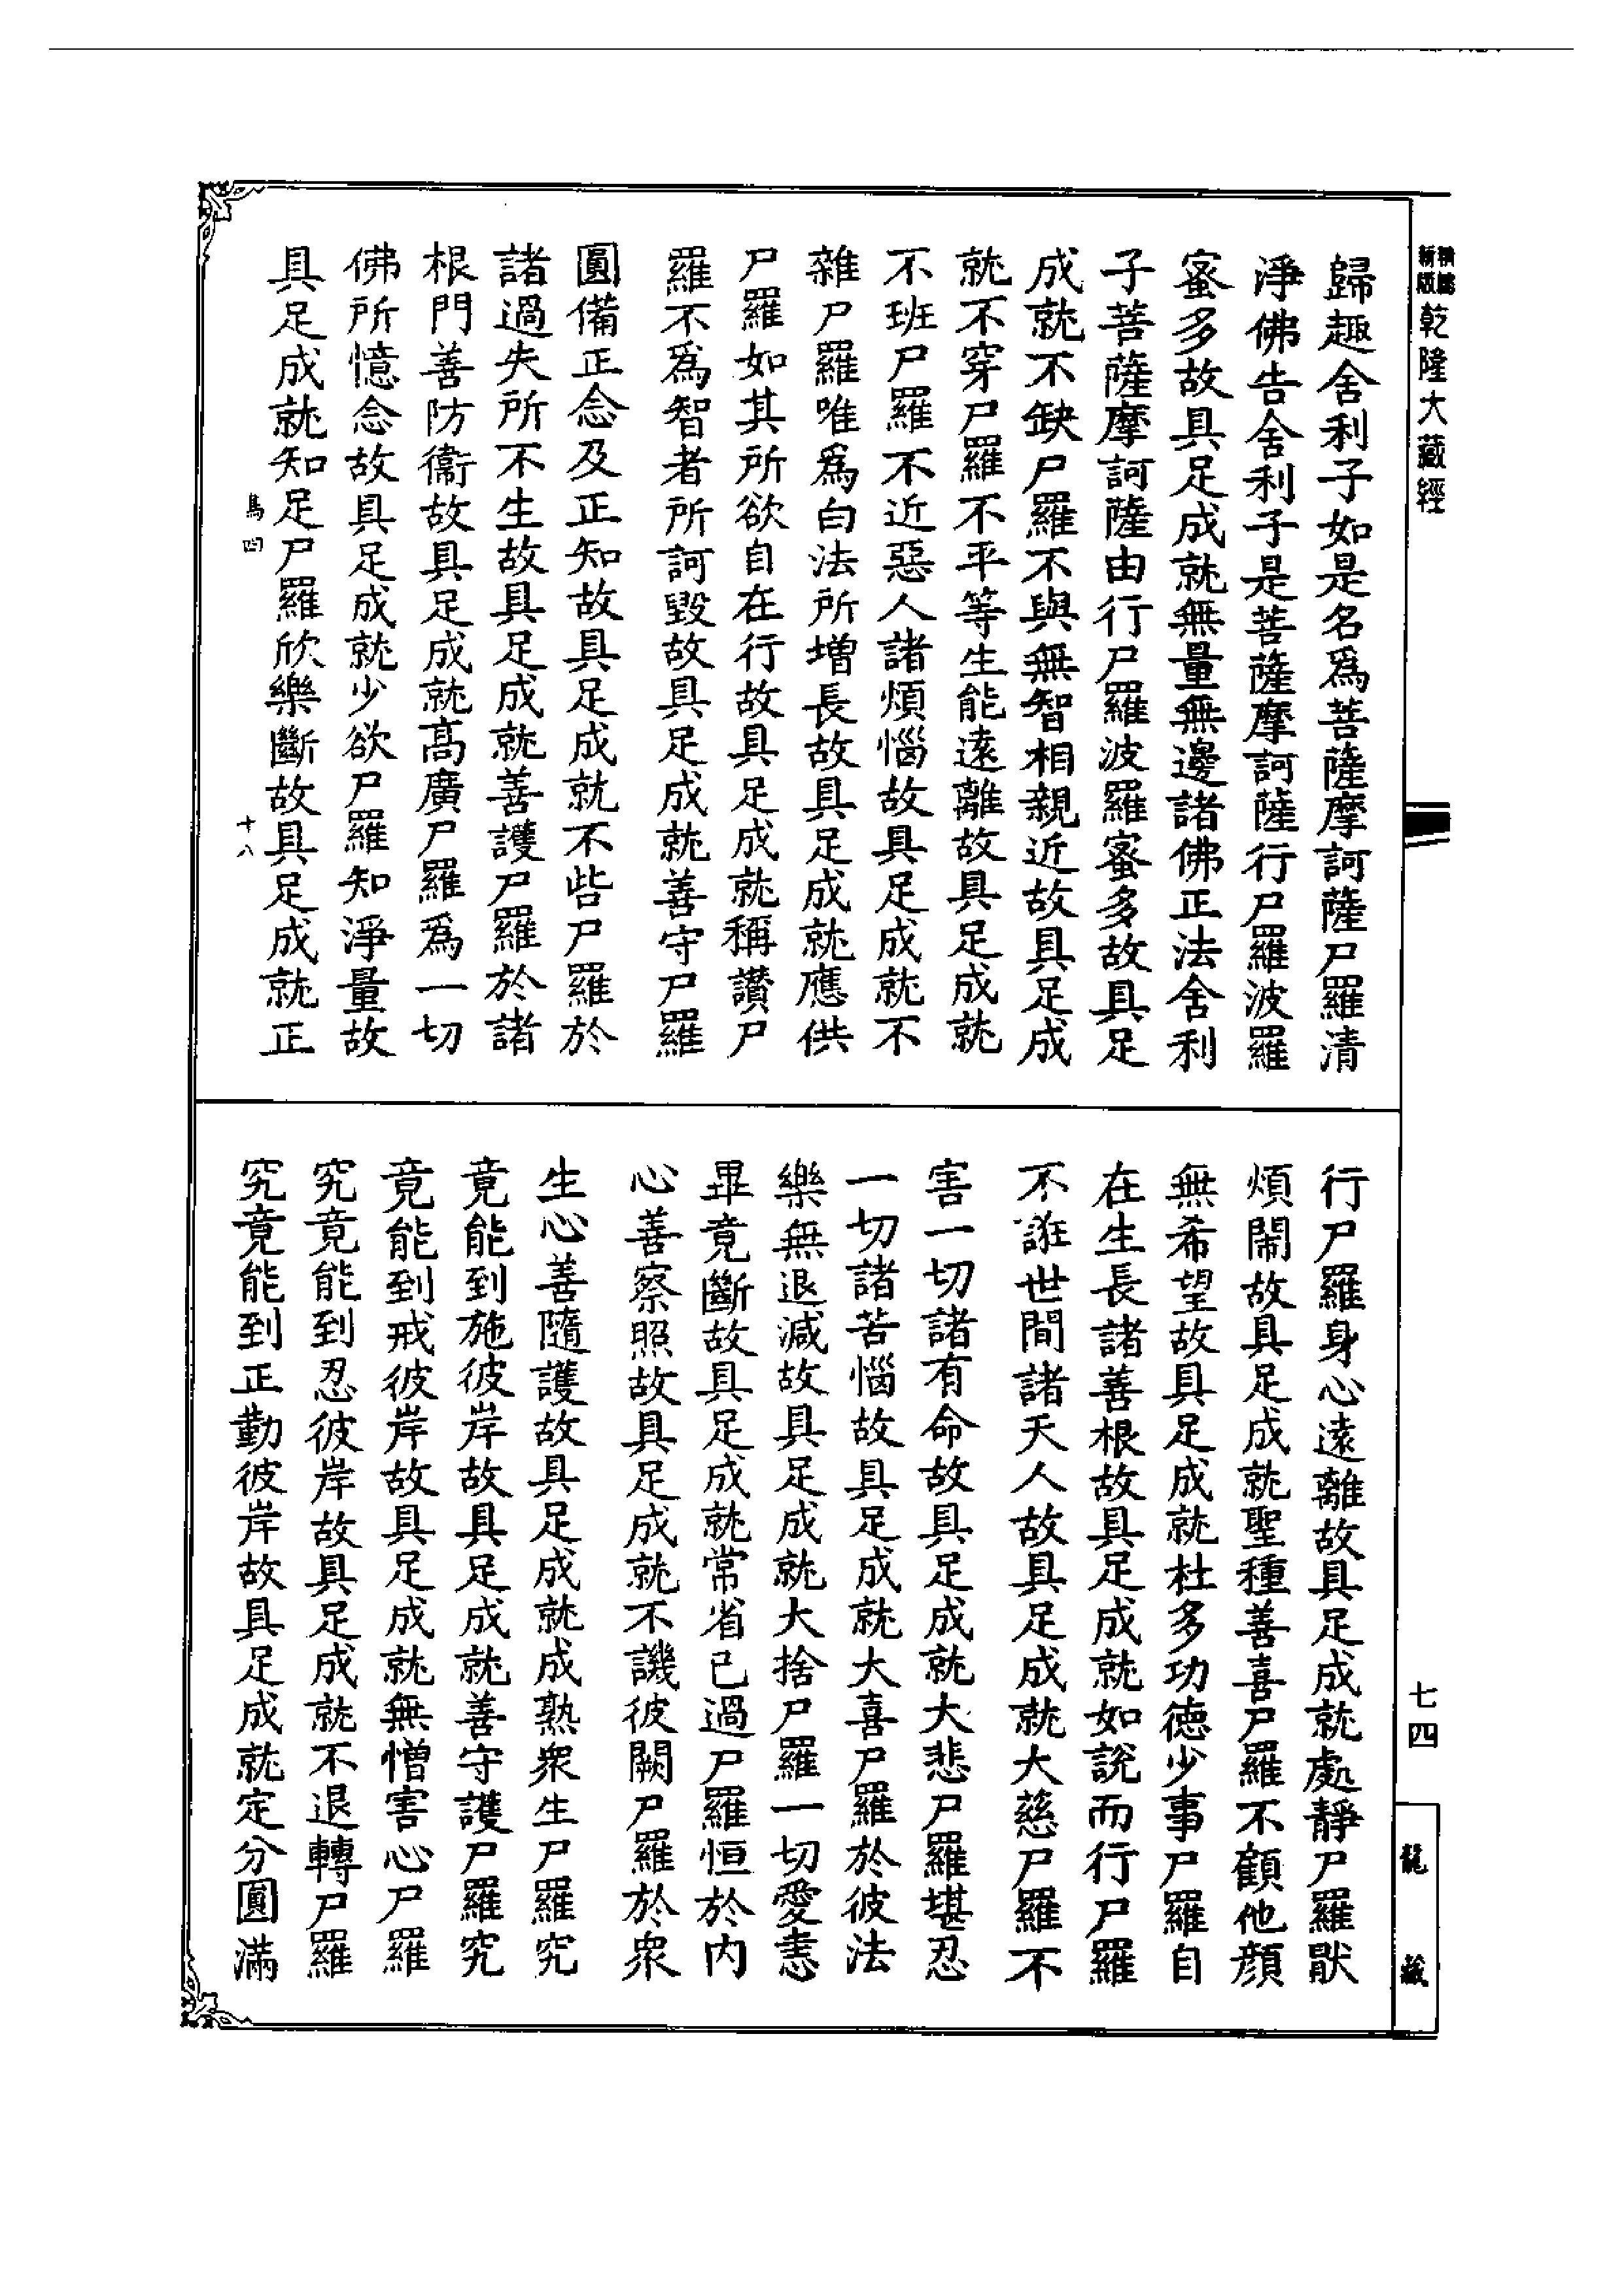 乾隆大藏經
歸趣舍利子如是名爲菩薩摩訶薩尸羅清
淨佛告舍利子是菩薩摩訶薩行尸羅波羅
蜜多故具足成就無量無邊諸佛正法舍利
子菩薩摩訶薩由行尸羅波羅蜜多故具足
成就不缺尸羅不與無智相親近故具足成
就不穿尸羅不平等生能遠離故具足成就
不班尸羅不近惡人諸煩惱故具足成就不
雜尸羅唯爲白法所增長故具足成就應供
尸羅如其所欲自在行故具足成就稱讚尸
羅不爲智者所訶毀故具足成就善守尸羅
圓備正念及正知故具足成就不呰尸羅於
諸過失所不生故具足成就善護尸羅於諸
根門善防衞故具足成就高廣尸羅爲一切
佛所憶念故具足成就少欲尸羅知淨量故
具足成就知足尸羅欣樂斷故具足成就正
十八
行尸羅身心遠離故具足成就處靜尸羅猒
煩鬧故具足成就聖種善喜尸羅不顧他顏
無希望故具足成就杜多功德少事尸羅自
在生長諸善根故具足成就如說而行尸羅
不誑世間諸天人故具足成就大慈尸羅不
害一切諸有命故具足成就大悲尸羅堪忍
一切諸苦惱故具足成就大喜尸羅於彼法
樂無退減故具足成就大捨尸羅一切愛恚
畢竟斷故具足成就常省已過尸羅恒於内
心善察照故具足成就不譏彼闕尸羅於衆
生心善隨護故具足成就成熟衆生尸羅究
竟能到施彼岸故具足成就善守護尸羅究
竟能到戒彼岸故具足成就無憎害心尸羅
究竟能到忍彼岸故具足成就不退轉尸羅
究竟能到正勤彼岸故具足成就定分圓滿
七四
龍藏